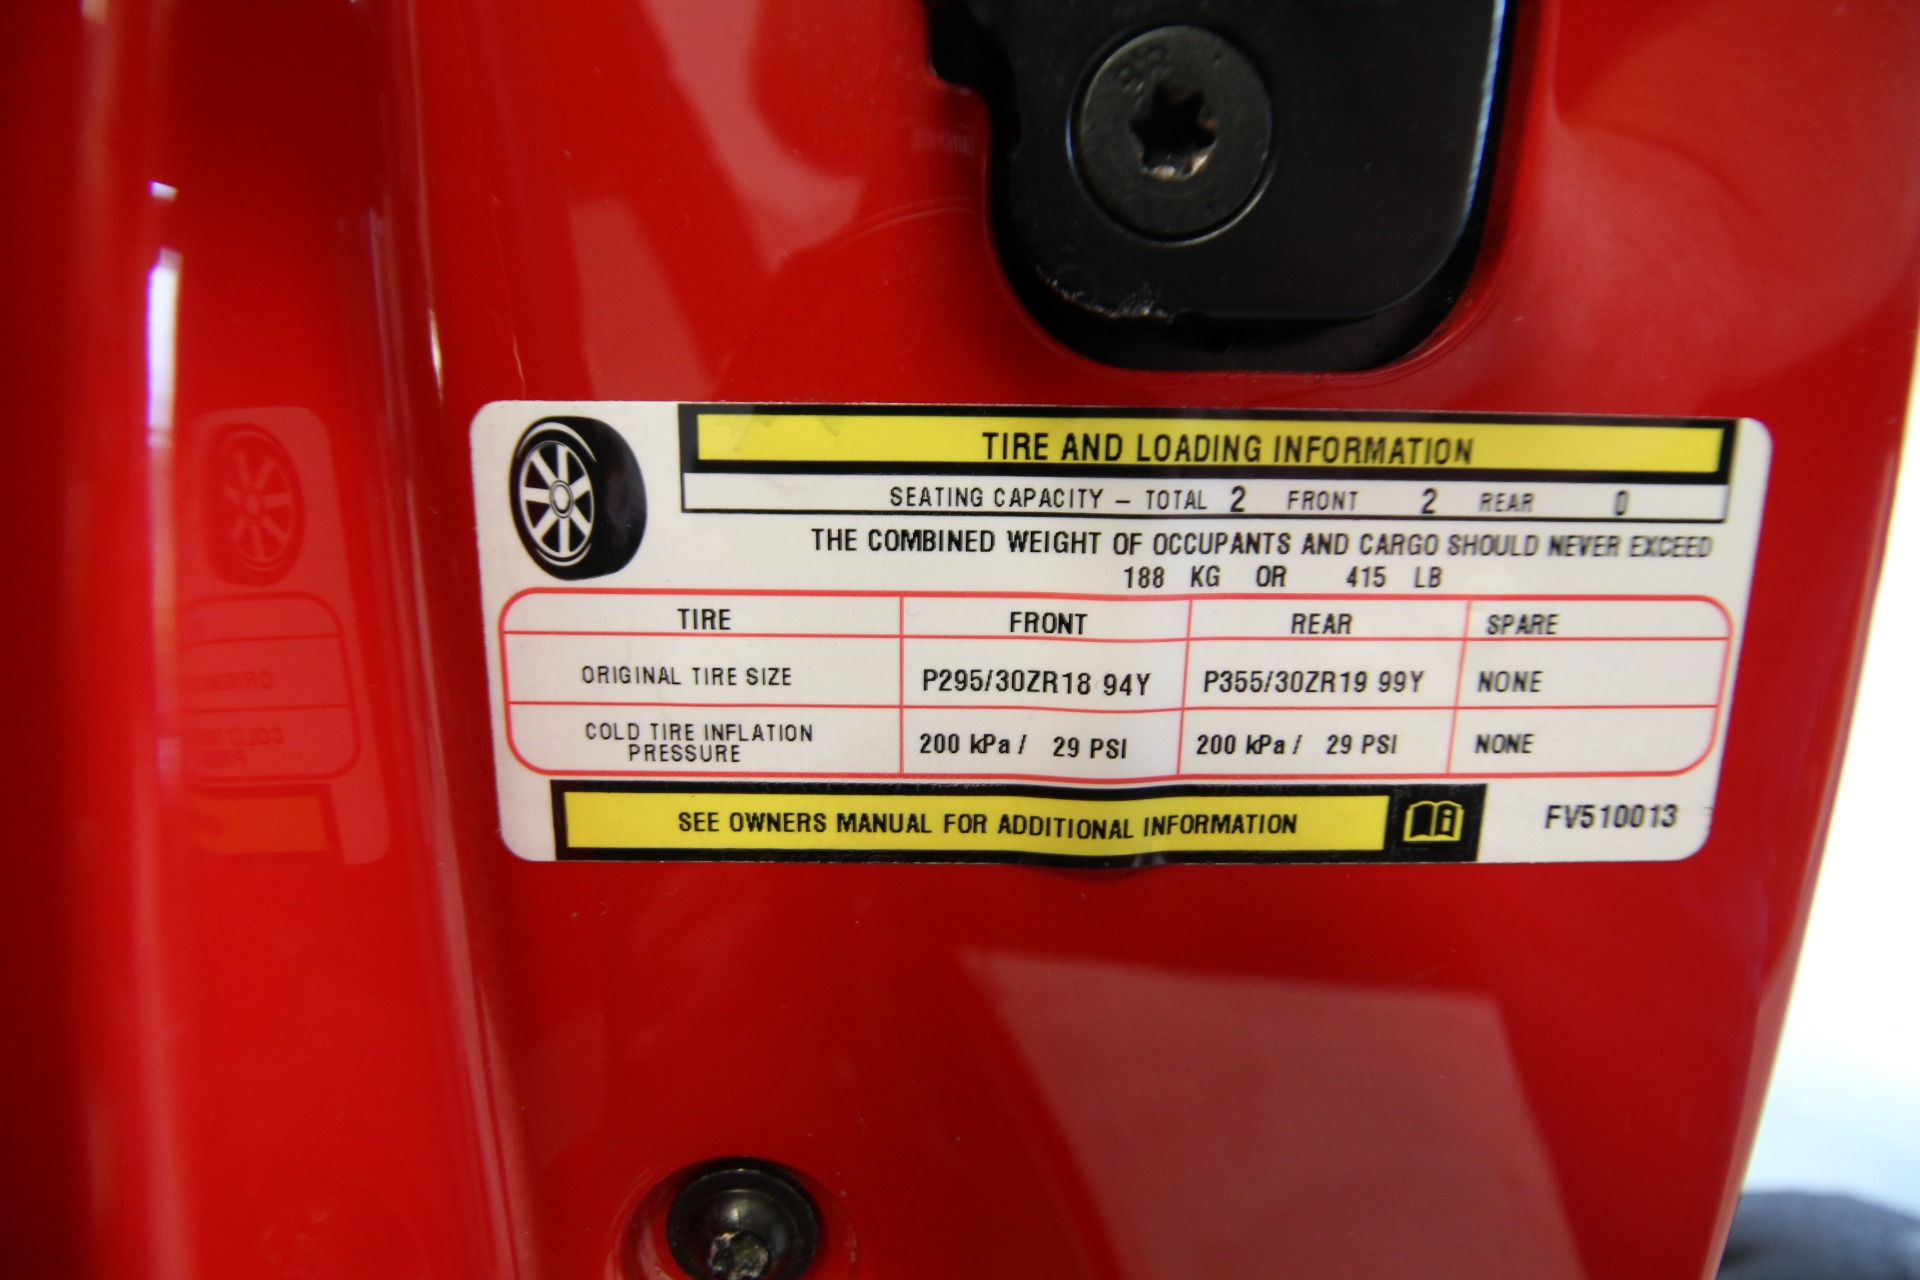 TIRE AND LOADING INFORMATION
SEATING CAPACITY – TOTAL 2 FRONT 2 REAR 0
THE COMBINED WEIGHT OF OCCUPANTS AND CARGO SHOULD NEVER EXCEED
188 KG OR 415 LB
TIRE FRONT REAR SPARE
ORIGINAL TIRE SIZE P295/30ZR18 94Y P355/30ZR19 99Y NONE
COLD TIRE INFLATION
PRESSURE 200 kPa / 29 PSI 200 kPa / 29 PSI NONE
SEE OWNERS MANUAL FOR ADDITIONAL INFORMATION
FV510013